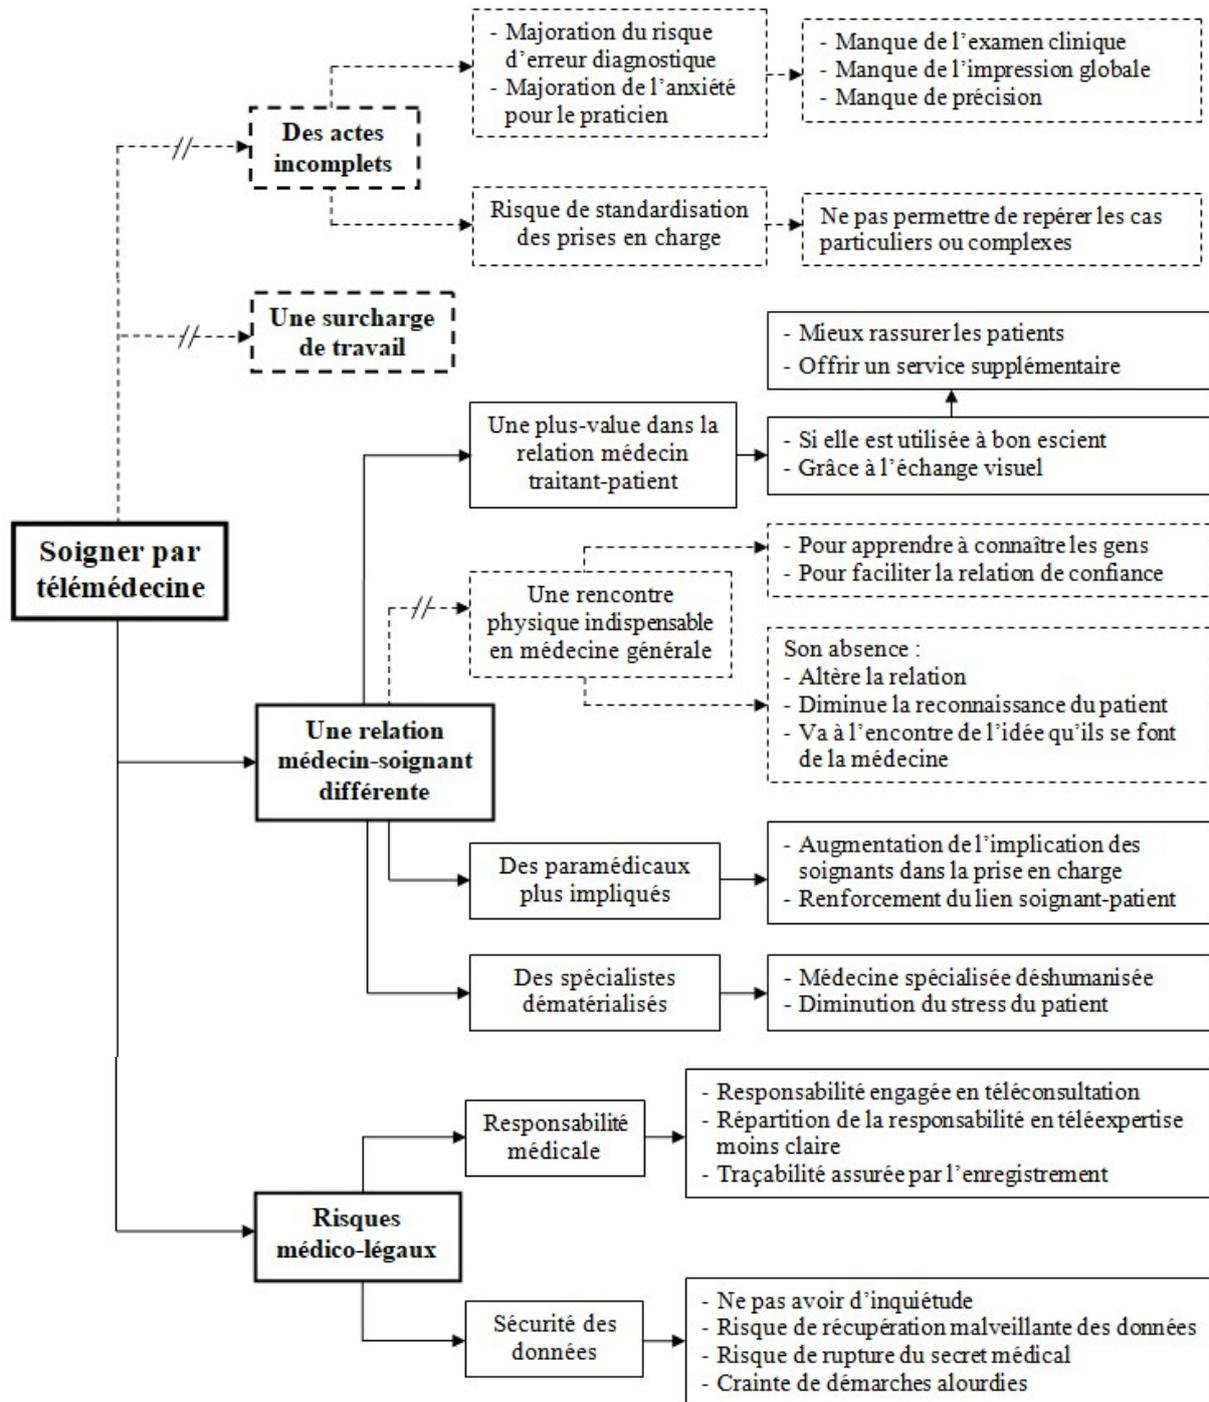 - Majoration du risque
d'erreur diagnostique
- Majoration de l'anxiété
pour le praticien
- Manque de l'examen clinique
- Manque de l'impression globale
- Manque de précision
Des actes
incomplets
Risque de standardisation
des prises en charge
Ne pas permettre de repérer les cas
particuliers ou complexes
Une surcharge
de travail
- Mieux rassurer les patients
- Offrir un service supplémentaire
Une plus-value dans la
relation médecin
traitant-patient
- Si elle est utilisée à bon escient
- Grâce à l'échange visuel
Soigner par
télémédecine
- Pour apprendre à connaître les gens
- Pour faciliter la relation de confiance
Une rencontre
physique indispensable
en médecine générale
Son absence :
- Altère la relation
- Diminue la reconnaissance du patient
- Va à l'encontre de l'idée qu'ils se font
de la médecine
Une relation
médecin-soignant
différente
Des paramédicaux
plus impliqués
- Augmentation de l'implication des
soignants dans la prise en charge
- Renforcement du lien soignant-patient
Des spécialistes
dématérialisés
- Médecine spécialisée déshumanisée
- Diminution du stress du patient
Responsabilité
médicale
- Responsabilité engagée en téléconsultation
- Répartition de la responsabilité en téléexpertise
moins claire
- Traçabilité assurée par l'enregistrement
Risques
médico-légaux
Sécurité des
données
- Ne pas avoir d'inquiétude
- Risque de récupération malveillante des données
- Risque de rupture du secret médical
- Crainte de démarches alourdies